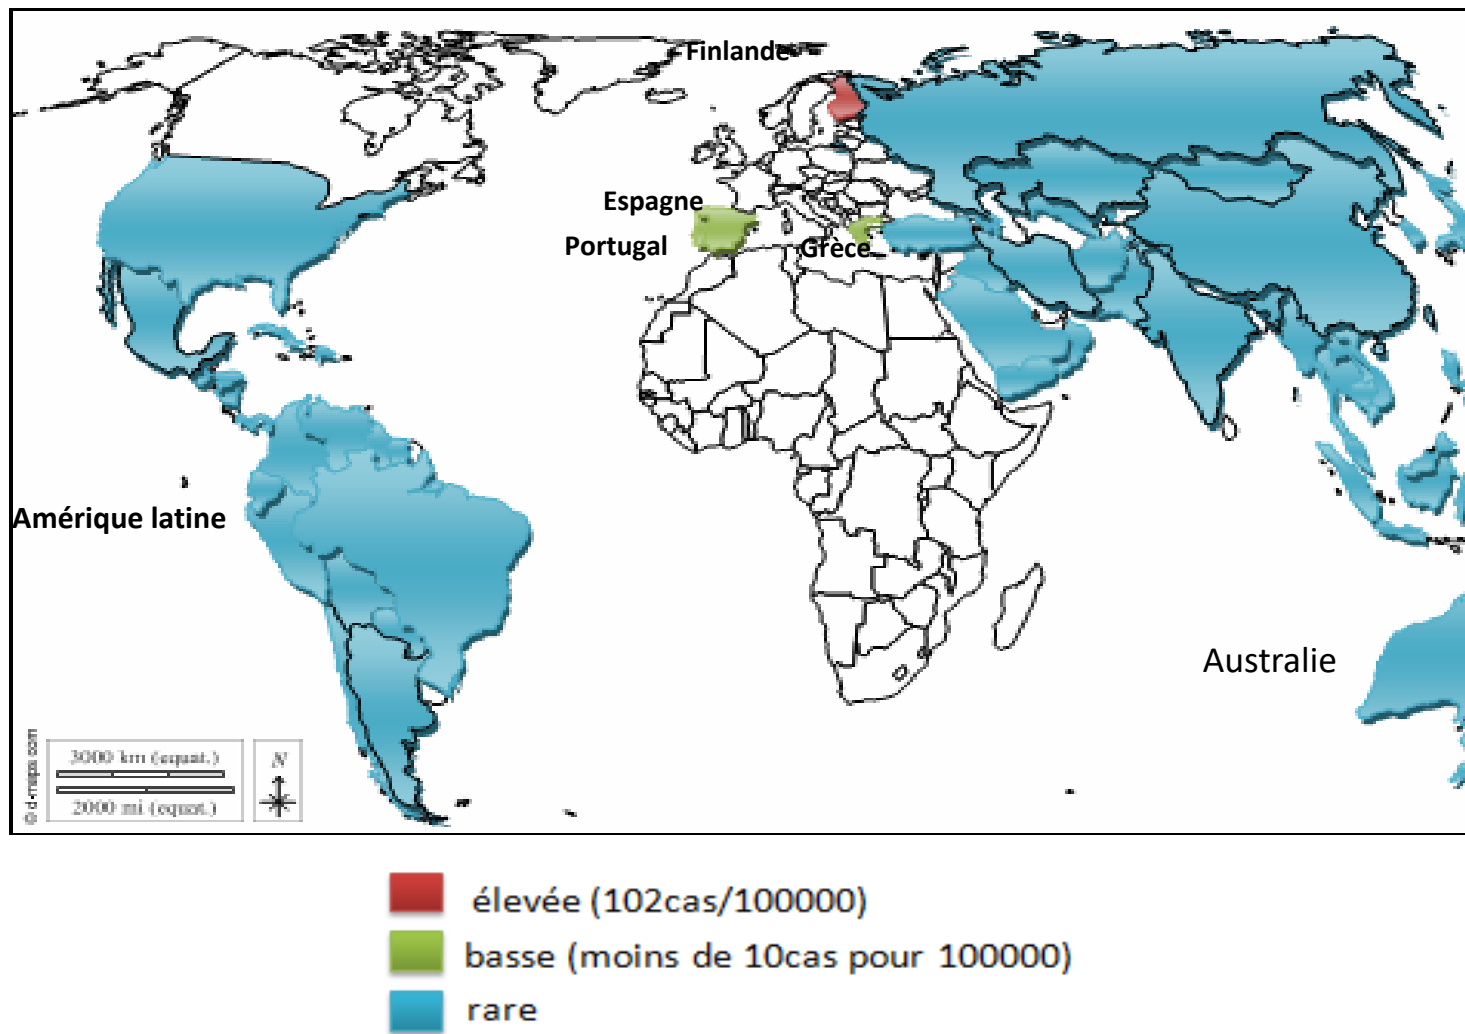 Finlande
Espagne
Portugal
Grèce
Amérique latine
Australie
© d-maps.com
3000 km (equat.)
2000 mi (equat.)
N
élevée (102cas/100000)
basse (moins de 10cas pour 100000)
rare